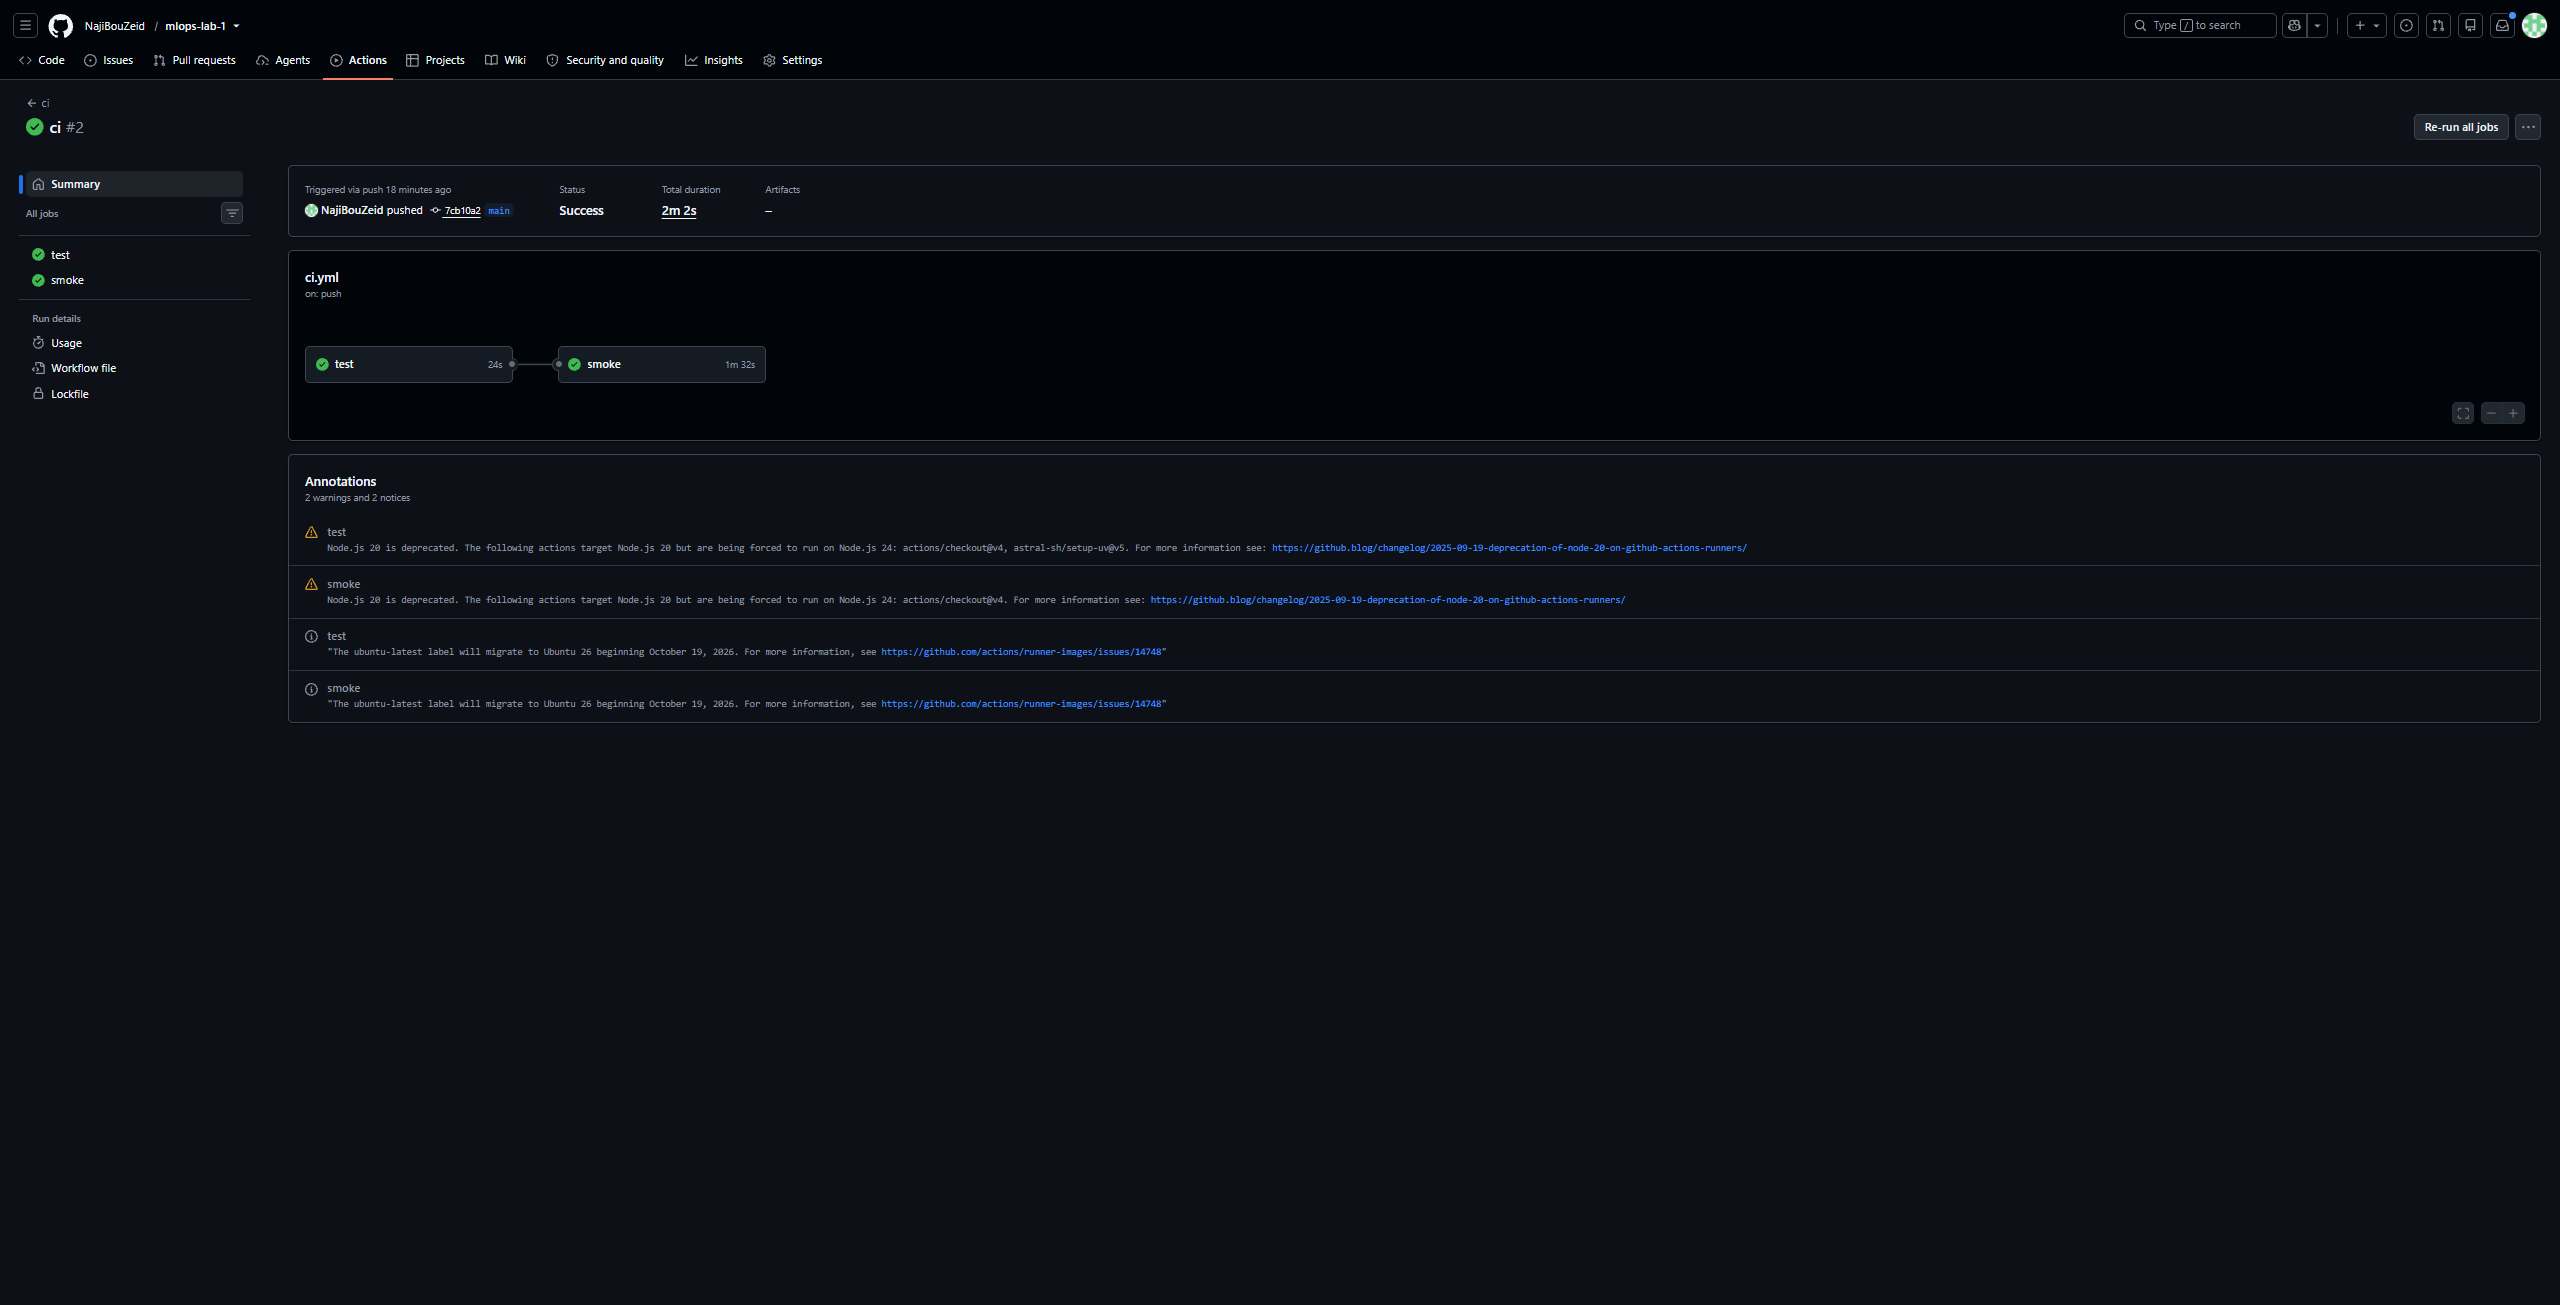 NajiBouZeid / mlops-lab-1
Type / to search
Code Issues Pull requests Agents Actions Projects Wiki Security and quality Insights Settings
ci
ci #2
Re-run all jobs
Summary
All jobs
test
smoke
Run details
Usage
Workflow file
Lockfile
Triggered via push 18 minutes ago
NajiBouZeid pushed 7cb10a2 main
Status
Success
Total duration
2m 2s
Artifacts
–
ci.yml
on: push
test 24s
smoke 1m 32s
Annotations
2 warnings and 2 notices
test
Node.js 20 is deprecated. The following actions target Node.js 20 but are being forced to run on Node.js 24: actions/checkout@v4, astral-sh/setup-uv@v5. For more information see: https://github.blog/changelog/2025-09-19-deprecation-of-node-20-on-github-actions-runners/
smoke
Node.js 20 is deprecated. The following actions target Node.js 20 but are being forced to run on Node.js 24: actions/checkout@v4. For more information see: https://github.blog/changelog/2025-09-19-deprecation-of-node-20-on-github-actions-runners/
test
"The ubuntu-latest label will migrate to Ubuntu 26 beginning October 19, 2026. For more information, see https://github.com/actions/runner-images/issues/14748"
smoke
"The ubuntu-latest label will migrate to Ubuntu 26 beginning October 19, 2026. For more information, see https://github.com/actions/runner-images/issues/14748"